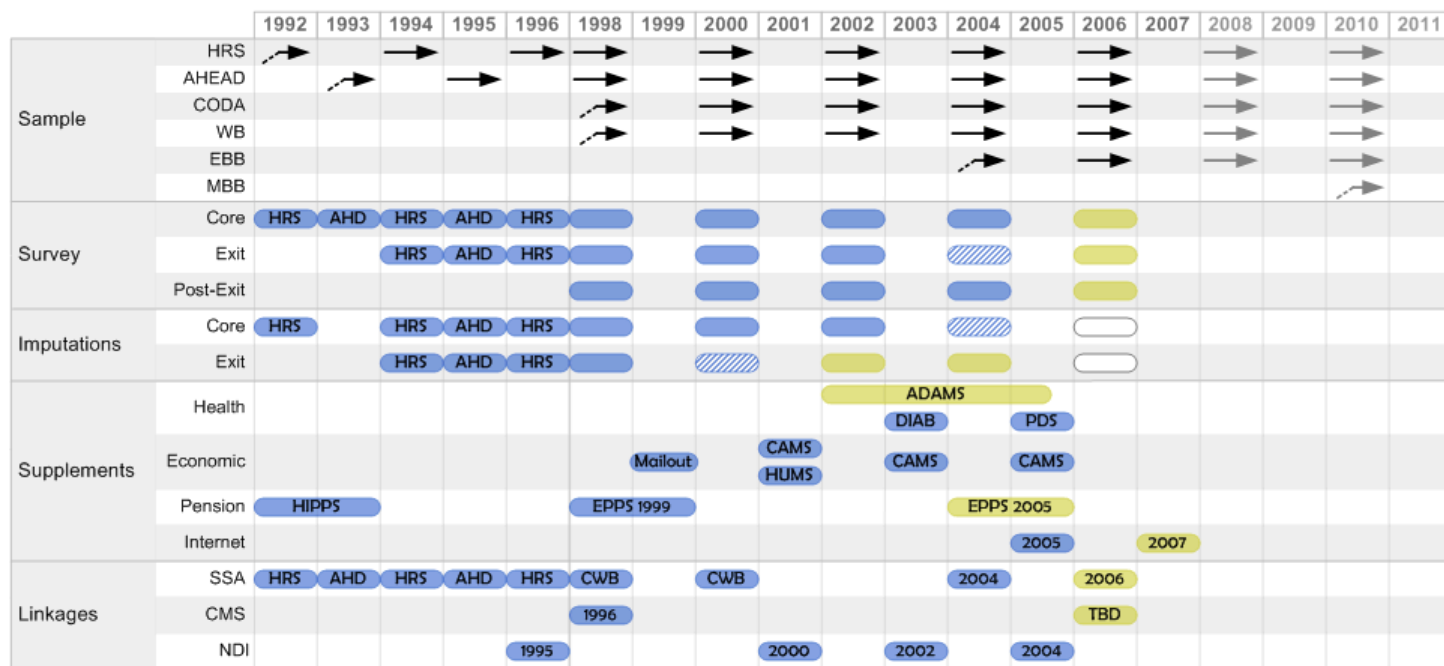 1992 1993 1994 1995 1996 1998 1999 2000 2001 2002 2003 2004 2005 2006 2007 2008 2009 2010 2011
Sample
HRS
AHEAD
CODA
WB
EBB
MBB
Survey
Core HRS AHD HRS AHD HRS
Exit HRS AHD HRS
Post-Exit
Imputations
Core HRS HRS AHD HRS
Exit HRS AHD HRS
Supplements
Health ADAMS
DIAB PDS
Economic Mailout CAMS CAMS CAMS
HUMS
Pension HIPPS EPPS 1999 EPPS 2005
Internet 2005 2007
Linkages
SSA HRS AHD HRS AHD HRS CWB CWB 2004 2006
CMS 1996 TBD
NDI 1995 2000 2002 2004